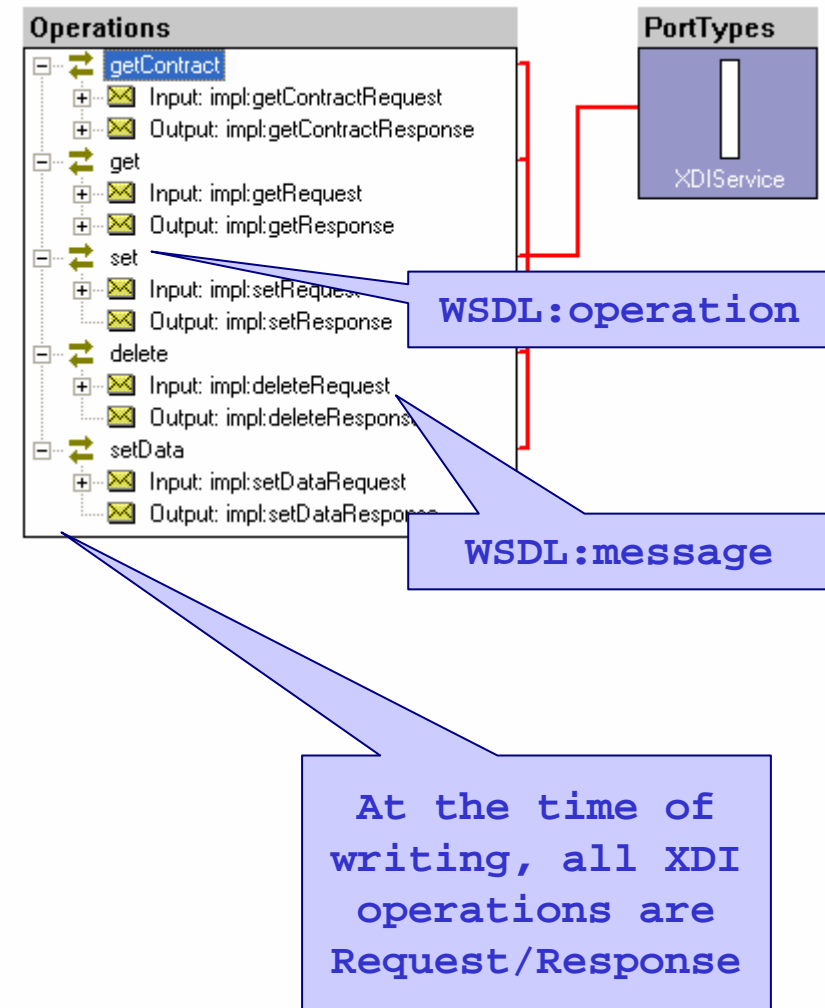 Operations
getContract
Input: impl:getContractRequest
Output: impl:getContractResponse
get
Input: impl:getRequest
Output: impl:getResponse
set
Input: impl:setRequest
Output: impl:setResponse
delete
Input: impl:deleteRequest
Output: impl:deleteResponse
setData
Input: impl:setDataRequest
Output: impl:setDataResponse
PortTypes
XDIService
WSDL:operation
WSDL:message
At the time of
writing, all XDI
operations are
Request/Response